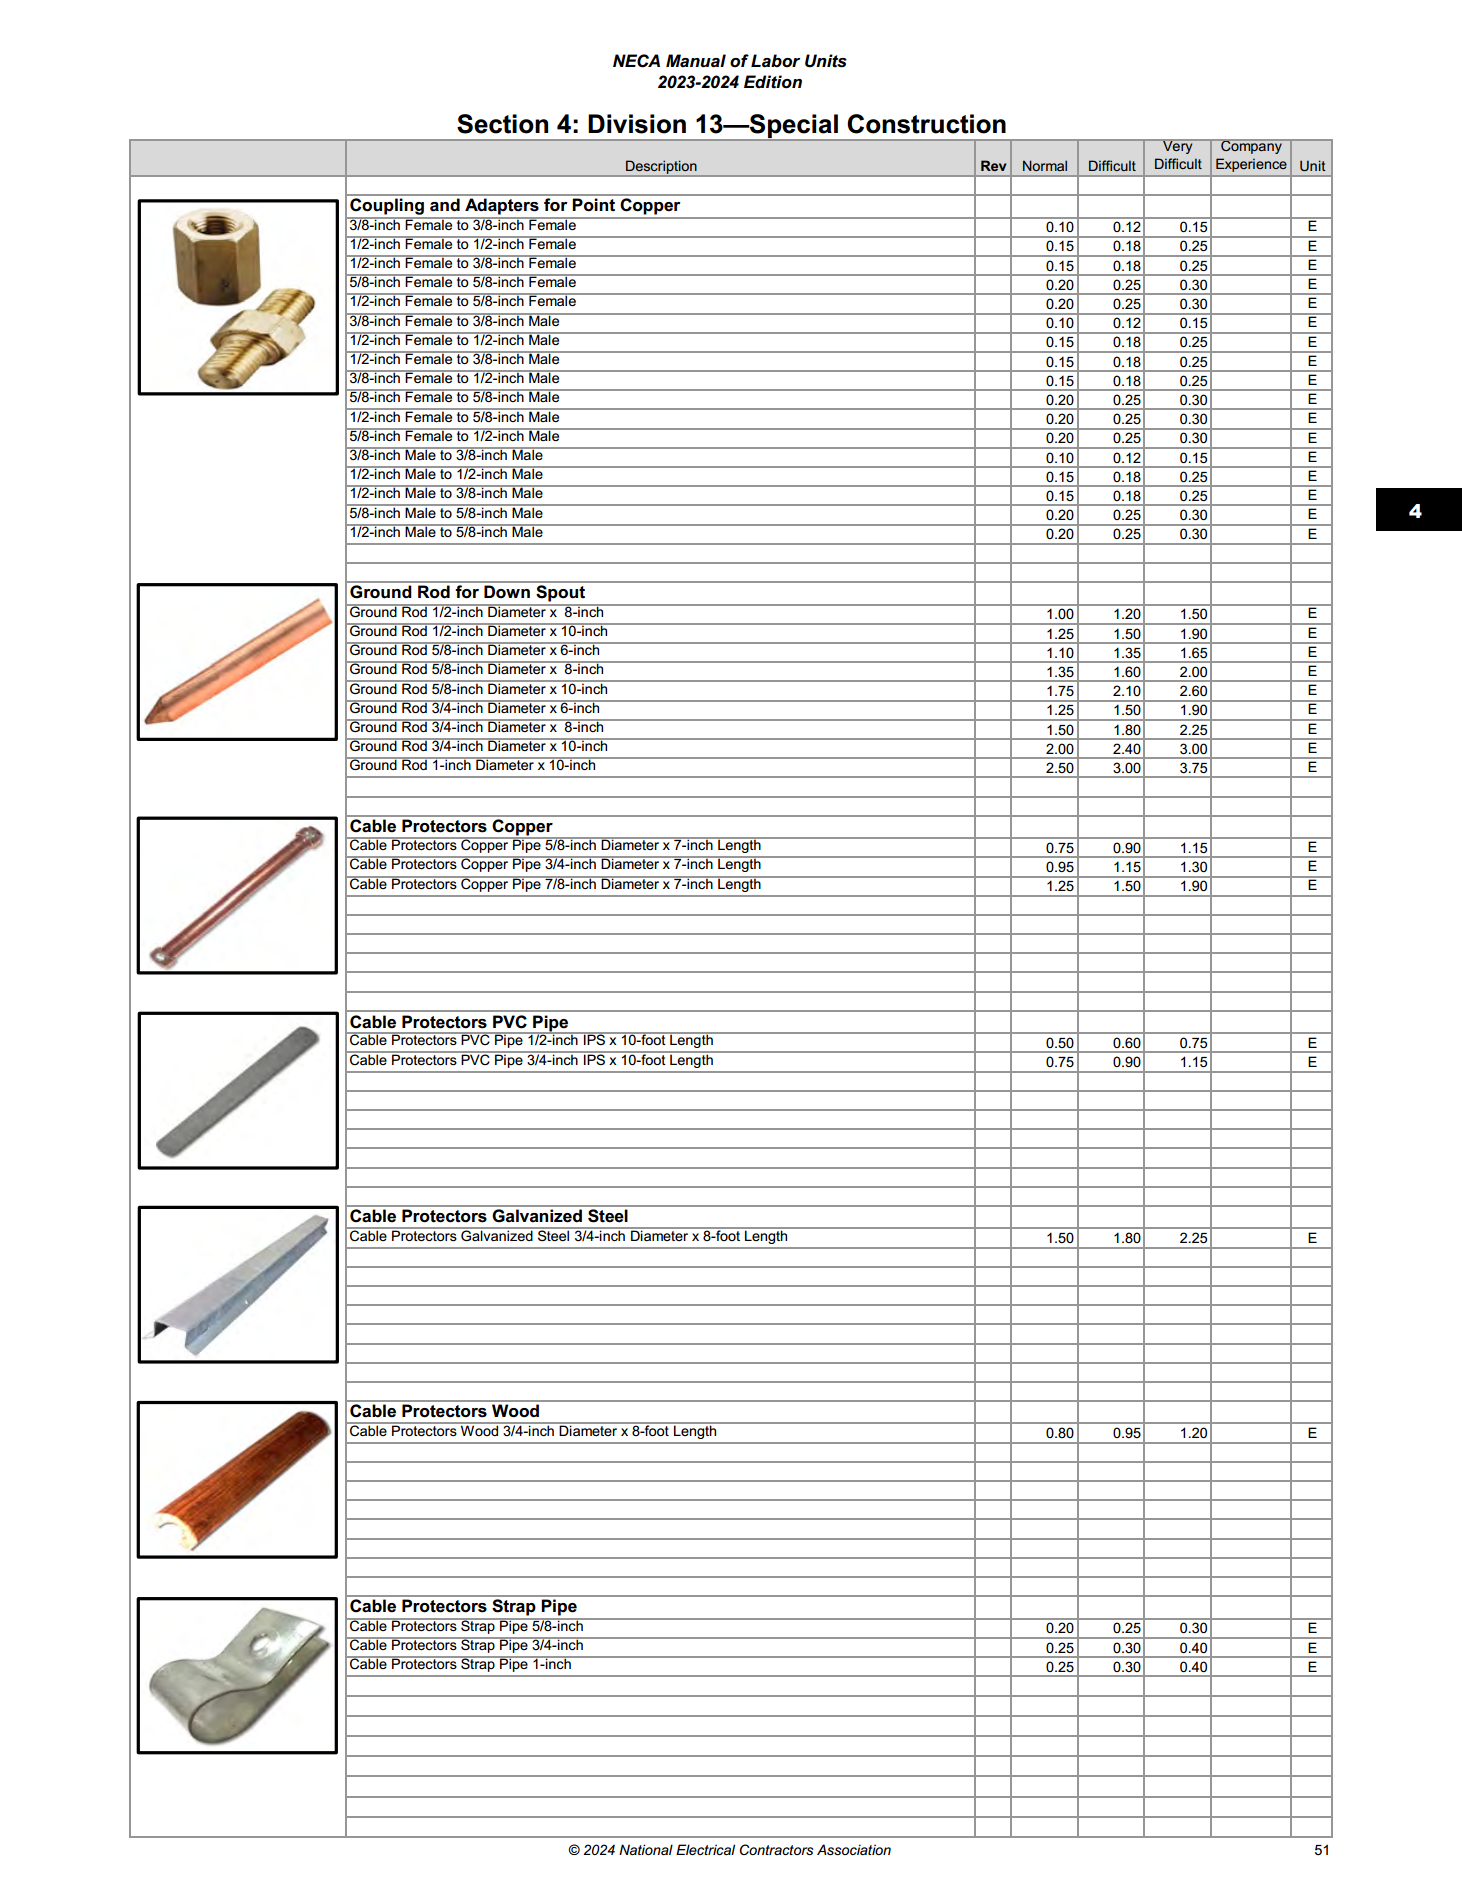 NECA Manual of Labor Units
2023-2024 Edition
Section 4: Division 13—Special Construction
Description Rev Normal Difficult Very Difficult Company Experience Unit
Coupling and Adapters for Point Copper
3/8-inch Female to 3/8-inch Female 0.10 0.12 0.15 E
1/2-inch Female to 1/2-inch Female 0.15 0.18 0.25 E
1/2-inch Female to 3/8-inch Female 0.15 0.18 0.25 E
5/8-inch Female to 5/8-inch Female 0.20 0.25 0.30 E
1/2-inch Female to 5/8-inch Female 0.20 0.25 0.30 E
3/8-inch Female to 3/8-inch Male 0.10 0.12 0.15 E
1/2-inch Female to 1/2-inch Male 0.15 0.18 0.25 E
1/2-inch Female to 3/8-inch Male 0.15 0.18 0.25 E
3/8-inch Female to 1/2-inch Male 0.15 0.18 0.25 E
5/8-inch Female to 5/8-inch Male 0.20 0.25 0.30 E
1/2-inch Female to 5/8-inch Male 0.20 0.25 0.30 E
5/8-inch Female to 1/2-inch Male 0.20 0.25 0.30 E
3/8-inch Male to 3/8-inch Male 0.10 0.12 0.15 E
1/2-inch Male to 1/2-inch Male 0.15 0.18 0.25 E
1/2-inch Male to 3/8-inch Male 0.15 0.18 0.25 E
5/8-inch Male to 5/8-inch Male 0.20 0.25 0.30 E
1/2-inch Male to 5/8-inch Male 0.20 0.25 0.30 E
4
Ground Rod for Down Spout
Ground Rod 1/2-inch Diameter x 8-inch 1.00 1.20 1.50 E
Ground Rod 1/2-inch Diameter x 10-inch 1.25 1.50 1.90 E
Ground Rod 5/8-inch Diameter x 6-inch 1.10 1.35 1.65 E
Ground Rod 5/8-inch Diameter x 8-inch 1.35 1.60 2.00 E
Ground Rod 5/8-inch Diameter x 10-inch 1.75 2.10 2.60 E
Ground Rod 3/4-inch Diameter x 6-inch 1.25 1.50 1.90 E
Ground Rod 3/4-inch Diameter x 8-inch 1.50 1.80 2.25 E
Ground Rod 3/4-inch Diameter x 10-inch 2.00 2.40 3.00 E
Ground Rod 1-inch Diameter x 10-inch 2.50 3.00 3.75 E
Cable Protectors Copper
Cable Protectors Copper Pipe 5/8-inch Diameter x 7-inch Length 0.75 0.90 1.15 E
Cable Protectors Copper Pipe 3/4-inch Diameter x 7-inch Length 0.95 1.15 1.30 E
Cable Protectors Copper Pipe 7/8-inch Diameter x 7-inch Length 1.25 1.50 1.90 E
Cable Protectors PVC Pipe
Cable Protectors PVC Pipe 1/2-inch IPS x 10-foot Length 0.50 0.60 0.75 E
Cable Protectors PVC Pipe 3/4-inch IPS x 10-foot Length 0.75 0.90 1.15 E
Cable Protectors Galvanized Steel
Cable Protectors Galvanized Steel 3/4-inch Diameter x 8-foot Length 1.50 1.80 2.25 E
Cable Protectors Wood
Cable Protectors Wood 3/4-inch Diameter x 8-foot Length 0.80 0.95 1.20 E
Cable Protectors Strap Pipe
Cable Protectors Strap Pipe 5/8-inch 0.20 0.25 0.30 E
Cable Protectors Strap Pipe 3/4-inch 0.25 0.30 0.40 E
Cable Protectors Strap Pipe 1-inch 0.25 0.30 0.40 E
© 2024 National Electrical Contractors Association 51